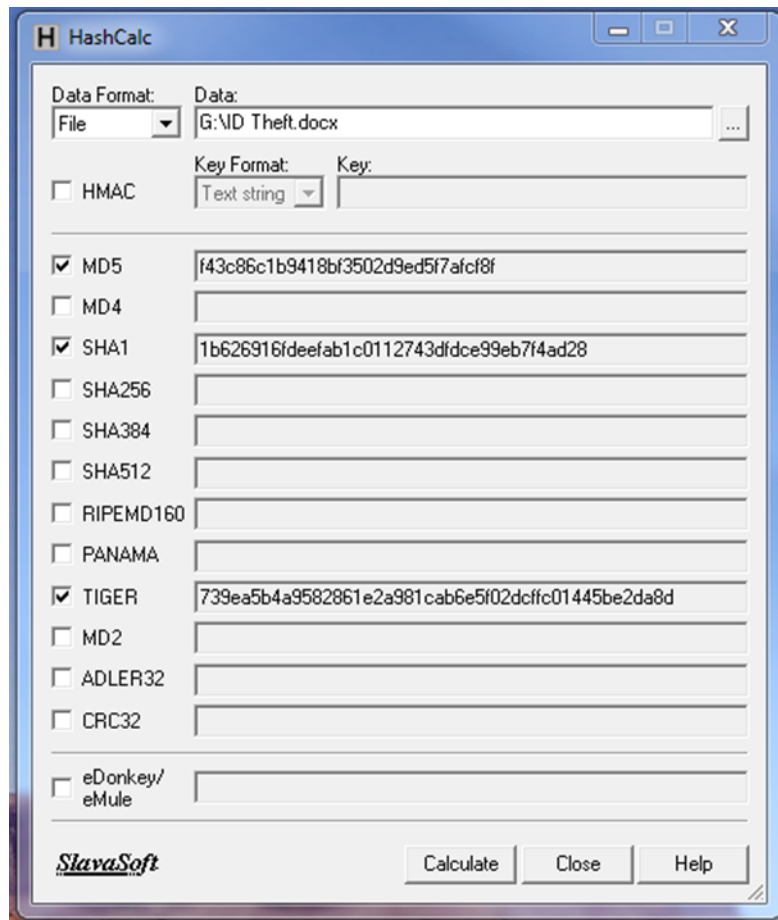 H HashCalc
Data Format: Data:
File G:\ID Theft.docx ...
Key Format: Key:
HMAC Text string
MD5 f43c86c1b9418bf3502d9ed5f7afcf8f
MD4
SHA1 1b626916fdeefab1c0112743dfdce99eb7f4ad28
SHA256
SHA384
SHA512
RIPEMD160
PANAMA
TIGER 739ea5b4a9582861e2a981cab6e5f02dcffc01445be2da8d
MD2
ADLER32
CRC32
eDonkey/
eMule
SlavaSoft Calculate Close Help